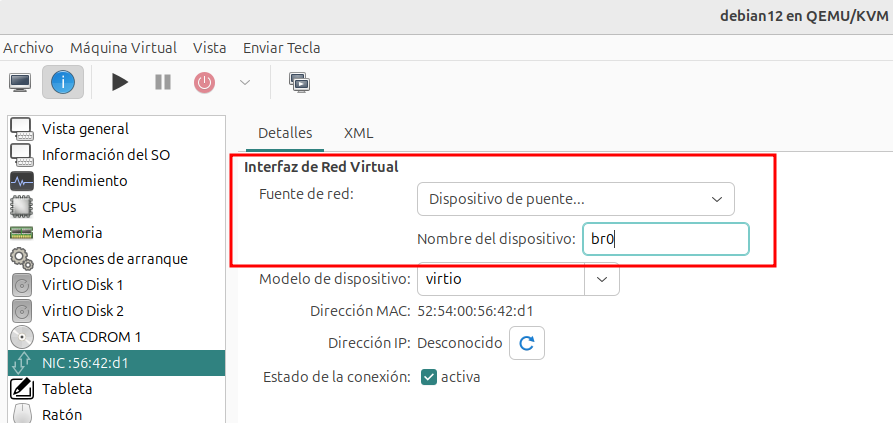 debian12 en QEMU/KVM
Archivo Máquina Virtual Vista Enviar Tecla
Vista general
Información del SO
Rendimiento
CPUs
Memoria
Opciones de arranque
VirtIO Disk 1
VirtIO Disk 2
SATA CDROM 1
NIC :56:42:d1
Tableta
Ratón
Detalles XML
Interfaz de Red Virtual
Fuente de red: Dispositivo de puente...
Nombre del dispositivo: br0
Modelo de dispositivo: virtio
Dirección MAC: 52:54:00:56:42:d1
Dirección IP: Desconocido
Estado de la conexión: activa